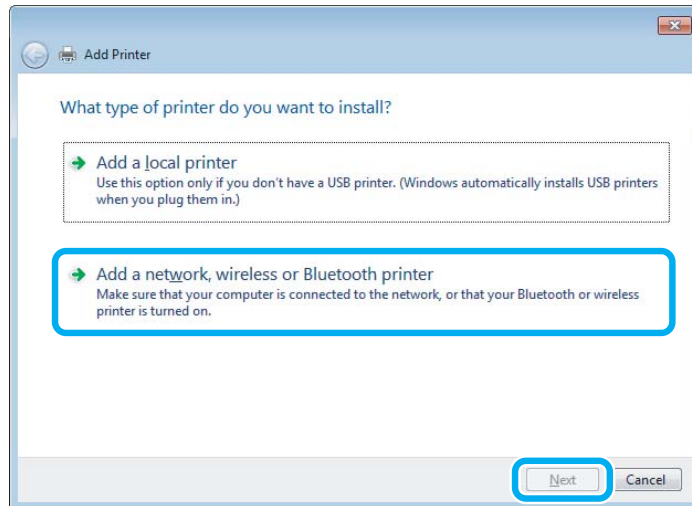 Add Printer
What type of printer do you want to install?
Add a local printer
Use this option only if you don't have a USB printer. (Windows automatically installs USB printers
when you plug them in.)
Add a network, wireless or Bluetooth printer
Make sure that your computer is connected to the network, or that your Bluetooth or wireless
printer is turned on.
Next Cancel